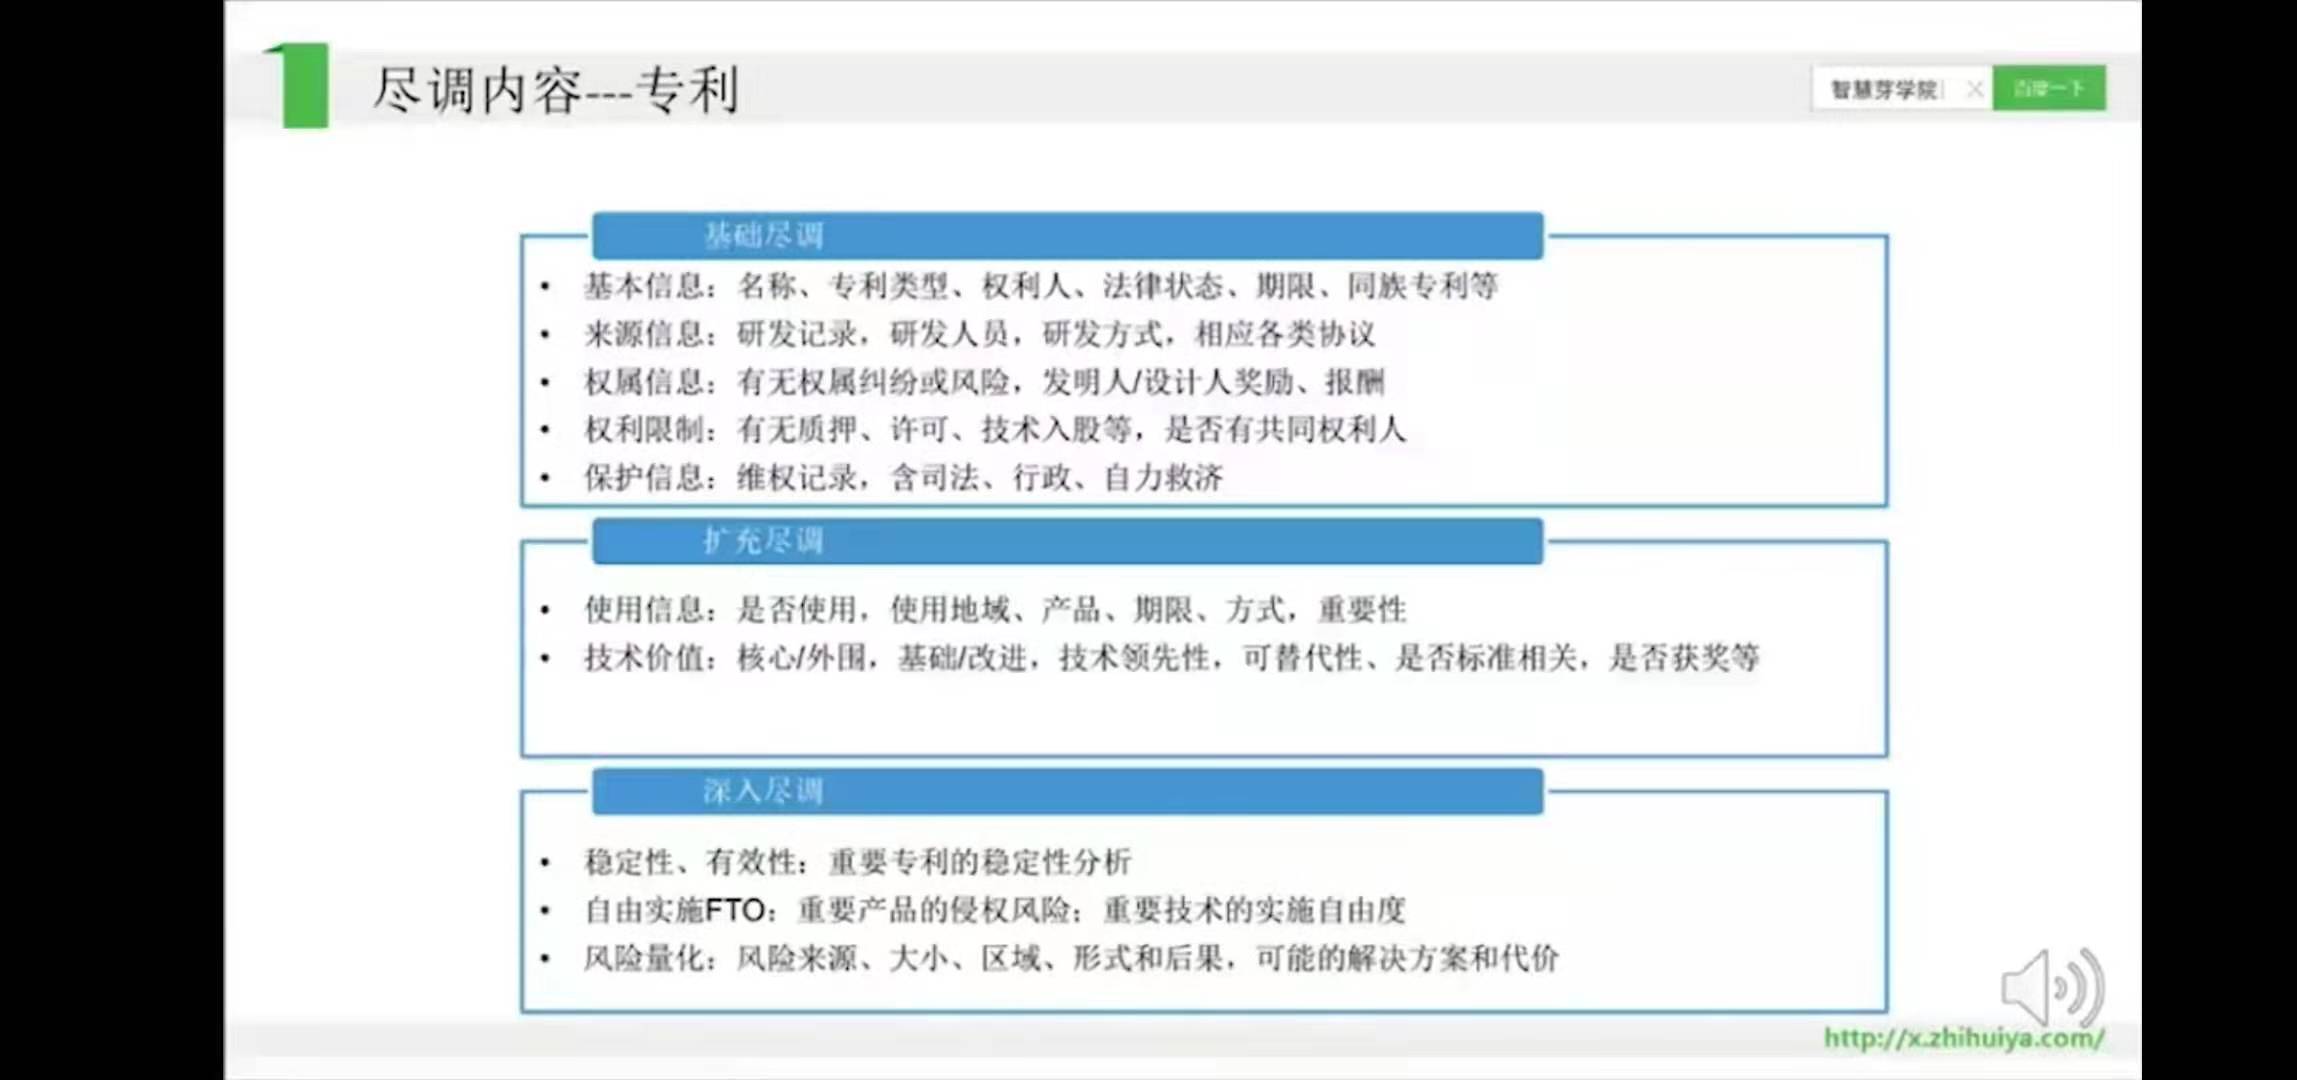 尽调内容---专利
智慧芽学院
百度一下
基础尽调
• 基本信息：名称、专利类型、权利人、法律状态、期限、同族专利等
• 来源信息：研发记录，研发人员，研发方式，相应各类协议
• 权属信息：有无权属纠纷或风险，发明人/设计人奖励、报酬
• 权利限制：有无质押、许可、技术入股等，是否有共同权利人
• 保护信息：维权记录，含司法、行政、自力救济
扩充尽调
• 使用信息：是否使用，使用地域、产品、期限、方式，重要性
• 技术价值：核心/外围，基础/改进，技术领先性，可替代性、是否标准相关，是否获奖等
深入尽调
• 稳定性、有效性：重要专利的稳定性分析
• 自由实施FTO：重要产品的侵权风险；重要技术的实施自由度
• 风险量化：风险来源、大小、区域、形式和后果，可能的解决方案和代价
http://x.zhihuiya.com/